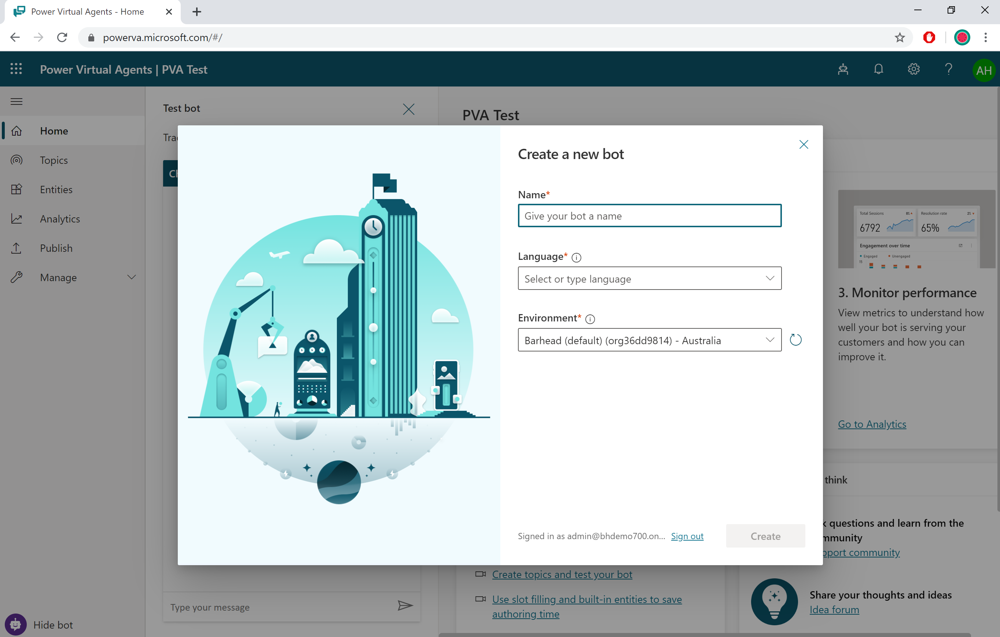 Power Virtual Agents - Home
powerva.microsoft.com/#/
Power Virtual Agents | PVA Test
AH
Home
Topics
Entities
Analytics
Publish
Manage
Hide bot
Test bot
Type your message
PVA Test
Create a new bot
Name*
Give your bot a name
Language*
Select or type language
Environment*
Barhead (default) (org36dd9814) - Australia
Signed in as admin@bhdemo700.on... Sign out
Create
Total Sessions 8%
6792
Resolution rate 2%
65%
Engagement over time
Engaged Unengaged
15
3. Monitor performance
View metrics to understand how
well your bot is serving your
customers and how you can
improve it.
Go to Analytics
think
questions and learn from the
Create topics and test your bot
Use slot filling and built-in entities to save
authoring time
community
Share your thoughts and ideas
Idea forum